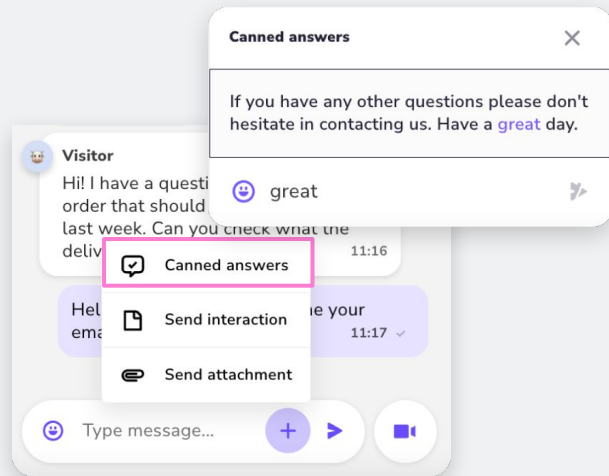 Canned answers
If you have any other questions please don't
hesitate in contacting us. Have a great day.
great
Visitor
Hi! I have a questi
order that should
last week. Can you check what the
deliv
11:16
Canned answers
Hel
me your
ema
11:17
Send interaction
Send attachment
Type message...